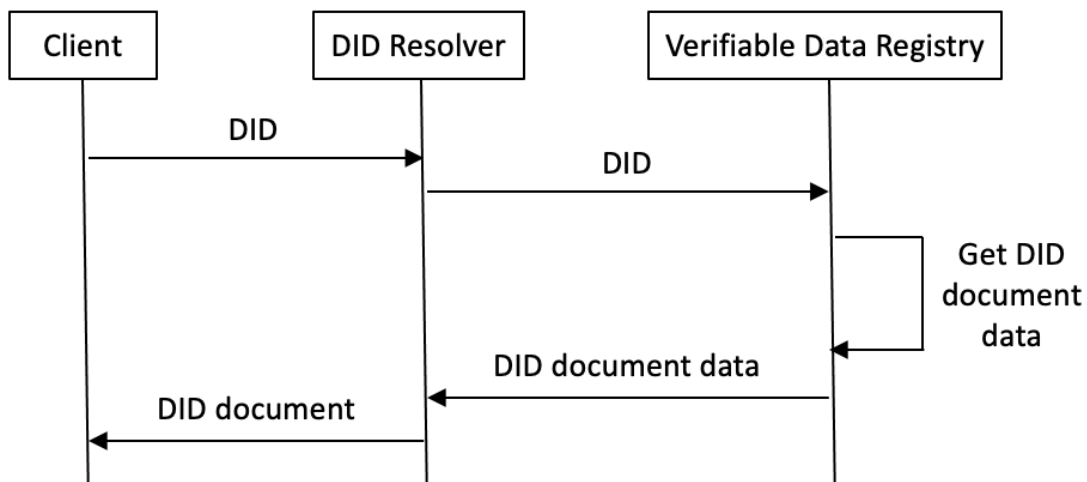 Client
DID Resolver
Verifiable Data Registry
DID
DID
Get DID
document
data
DID document data
DID document